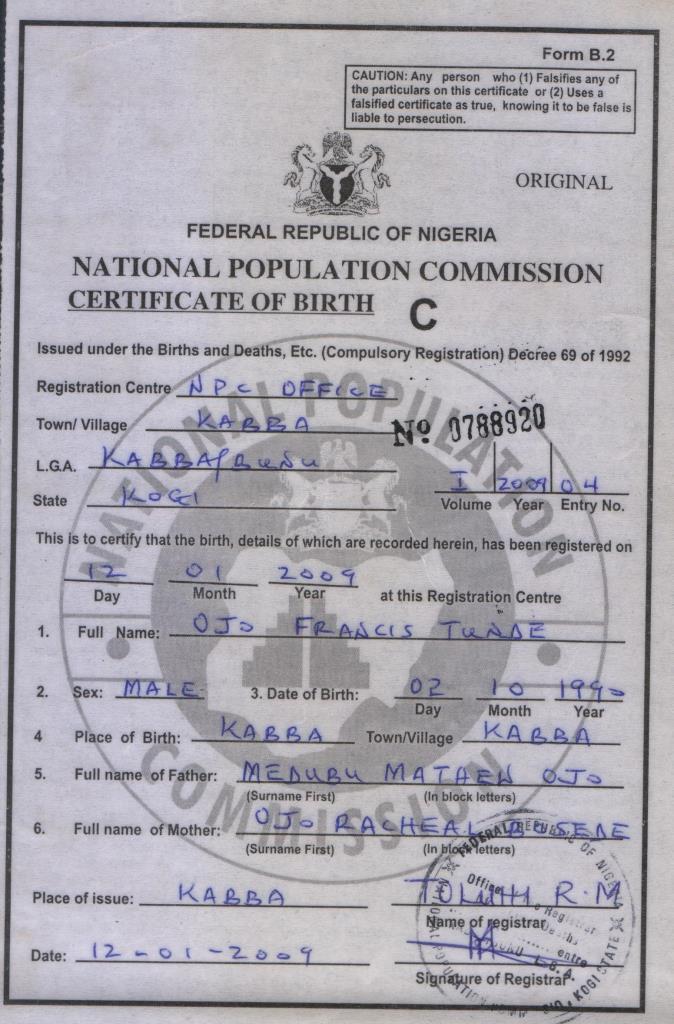 Form B.2
CAUTION: Any person who (1) Falsifies any of
the particulars on this certificate or (2) Uses a
falsified certificate as true, knowing it to be false is
liable to persecution.
ORIGINAL
FEDERAL REPUBLIC OF NIGERIA
NATIONAL POPULATION COMMISSION
CERTIFICATE OF BIRTH C
Issued under the Births and Deaths, Etc. (Compulsory Registration) Decree 69 of 1992
Registration Centre NPC OFFICE
Town/ Village KABBA
No 0788920
L.G.A. KABBA/BUNU
State KOGI
I 2009 04
Volume Year Entry No.
This is to certify that the birth, details of which are recorded herein, has been registered on
12 01 2009
Day Month Year at this Registration Centre
1. Full Name: OJO FRANCIS TUNDE
2. Sex: MALE 3. Date of Birth: 02 10 1990
Day Month Year
4 Place of Birth: KABBA Town/Village KABBA
5. Full name of Father: MEDUBU MATHEW OJO
(Surname First) (In block letters)
6. Full name of Mother: OJO RACHEAL BOSEDE
(Surname First) (In block letters)
Place of issue: KABBA R.M
Name of registrar
Date: 12-01-2009
Signature of Registrar
NATIONAL POPULATION COMMISSION
FEDERAL REPUBLIC OF NIGERIA
KOGI STATE